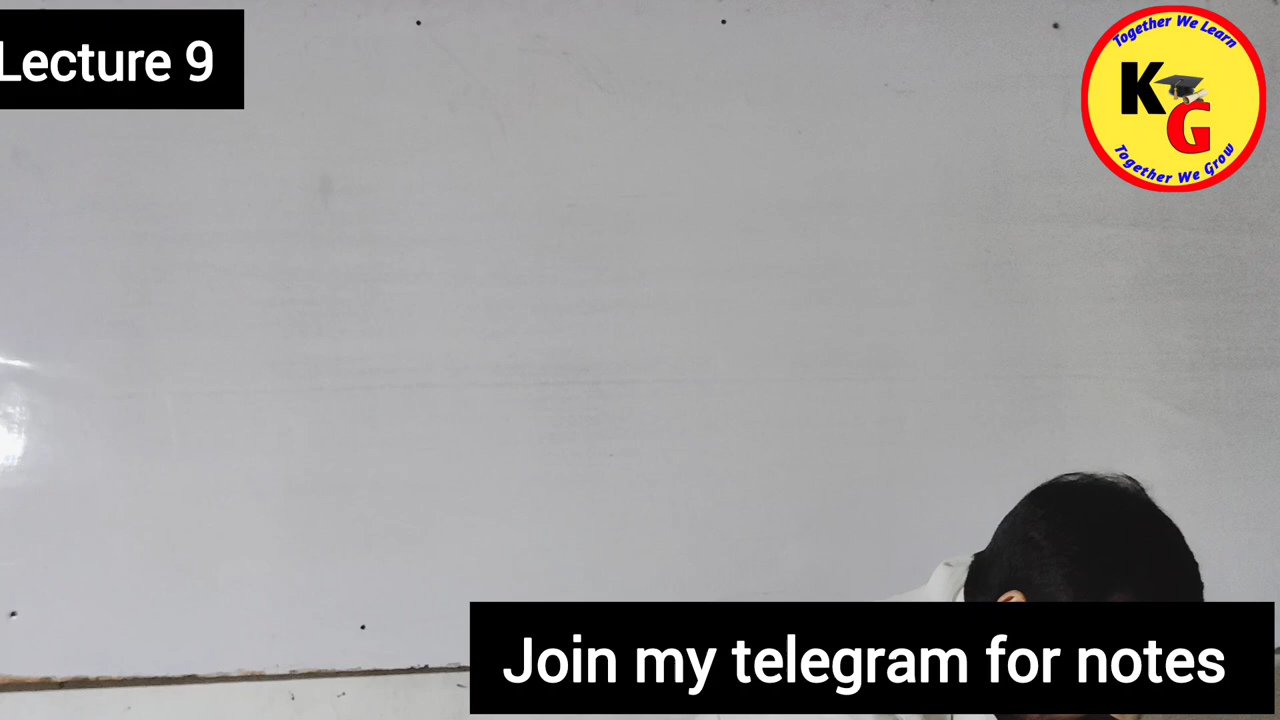 Lecture 9
Together We Learn
KG
Together We Grow
Join my telegram for notes